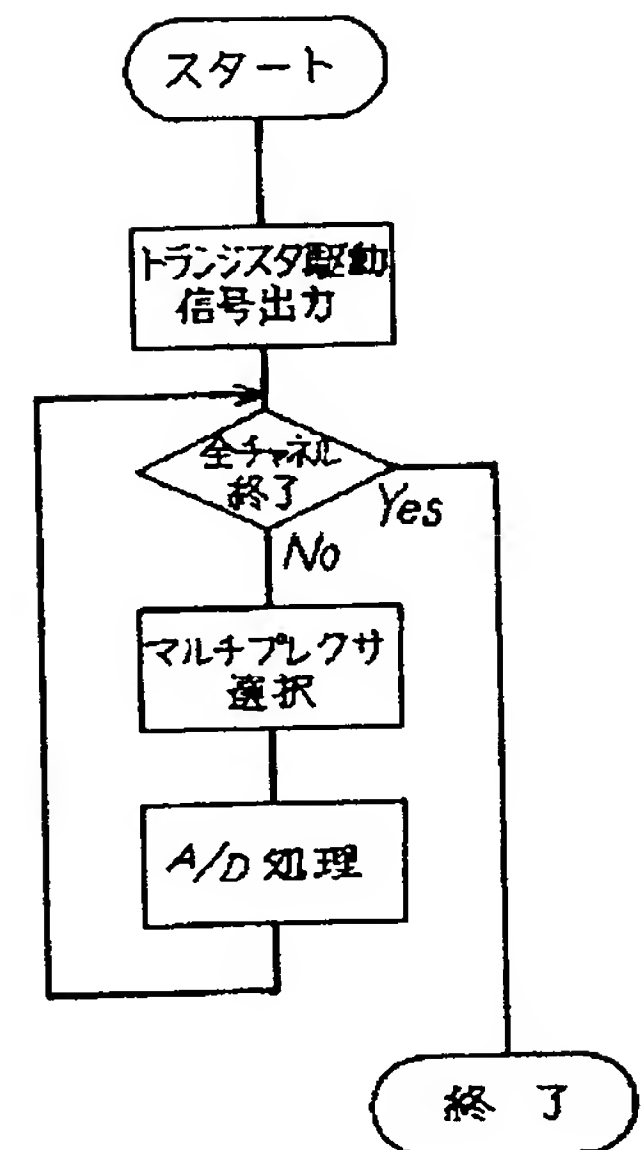 スタート
トランジスタ駆動
信号出力
全チャネル
終了
Yes
No
マルチプレクサ
選択
A/D 処理
終 了